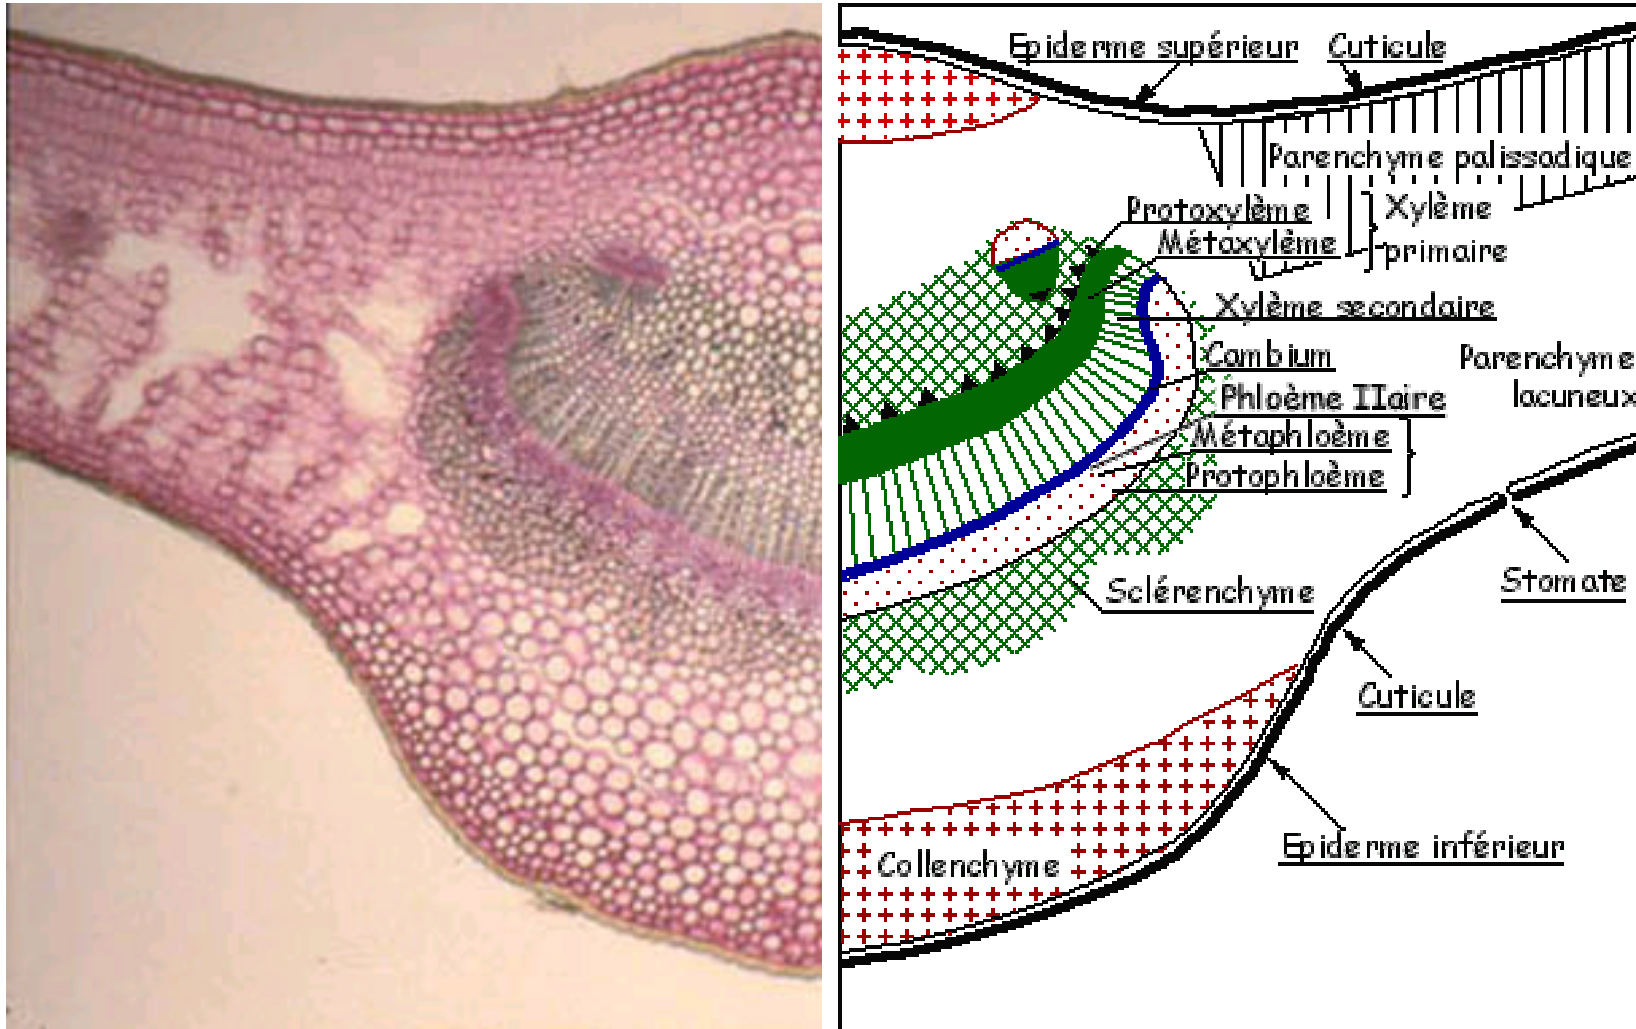 Epiderme supérieur
Cuticule
Parenchyme palissadique
Protoxylème
Métaxylème
Xylème
primaire
Xylème secondaire
Cambium
Parenchyme
lacuneux
Phloème IIaire
Métaphloème
Protophloème
Stomate
Sclérenchyme
Cuticule
Epiderme inférieur
Collenchyme